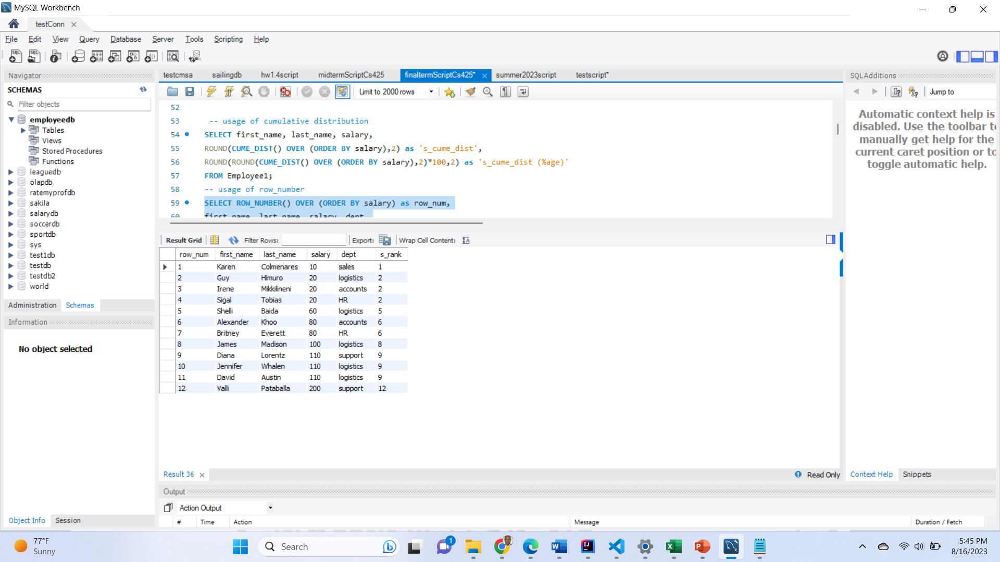 MySQL Workbench
testConn
File Edit View Query Database Server Tools Scripting Help
Navigator
SCHEMAS
Filter objects
employeedb
Tables
Views
Stored Procedures
Functions
leaguedb
olapdb
ratemyprofdb
sakila
salarydb
soccerdb
sportdb
sys
test1db
testdb
testdb2
world
Administration Schemas
Information
No object selected
Object Info Session
testcmsa sailingdb hw1.4script midtermScriptCs425 finaltermScriptCs425* summer2023script testscript*
Limit to 2000 rows
52
53 -- usage of cumulative distribution
54 SELECT first_name, last_name, salary,
55 ROUND(CUME_DIST() OVER (ORDER BY salary),2) as 's_cume_dist',
56 ROUND(ROUND(CUME_DIST() OVER (ORDER BY salary),2)*100,2) as 's_cume_dist (%age)'
57 FROM Employee1;
58 -- usage of row_number
59 SELECT ROW_NUMBER() OVER (ORDER BY salary) as row_num,
60 first_name, last_name, salary, dept,
Result Grid Filter Rows: Export: Wrap Cell Content:
row_num first_name last_name salary dept s_rank
1 Karen Colmenares 10 sales 1
2 Guy Himuro 20 logistics 2
3 Irene Mikkilineni 20 accounts 2
4 Sigal Tobias 20 HR 2
5 Shelli Baida 60 logistics 5
6 Alexander Khoo 80 accounts 6
7 Britney Everett 80 HR 6
8 James Madison 100 logistics 8
9 Diana Lorentz 110 support 9
10 Jennifer Whalen 110 logistics 9
11 David Austin 110 logistics 9
12 Valli Pataballa 200 support 12
Result 36
Read Only
Output
Action Output
# Time Action Message Duration / Fetch
SQLAdditions
Jump to
Automatic context help is
disabled. Use the toolbar to
manually get help for the
current caret position or to
toggle automatic help.
Context Help Snippets
77°F
Sunny
Search
1
5:45 PM
8/16/2023